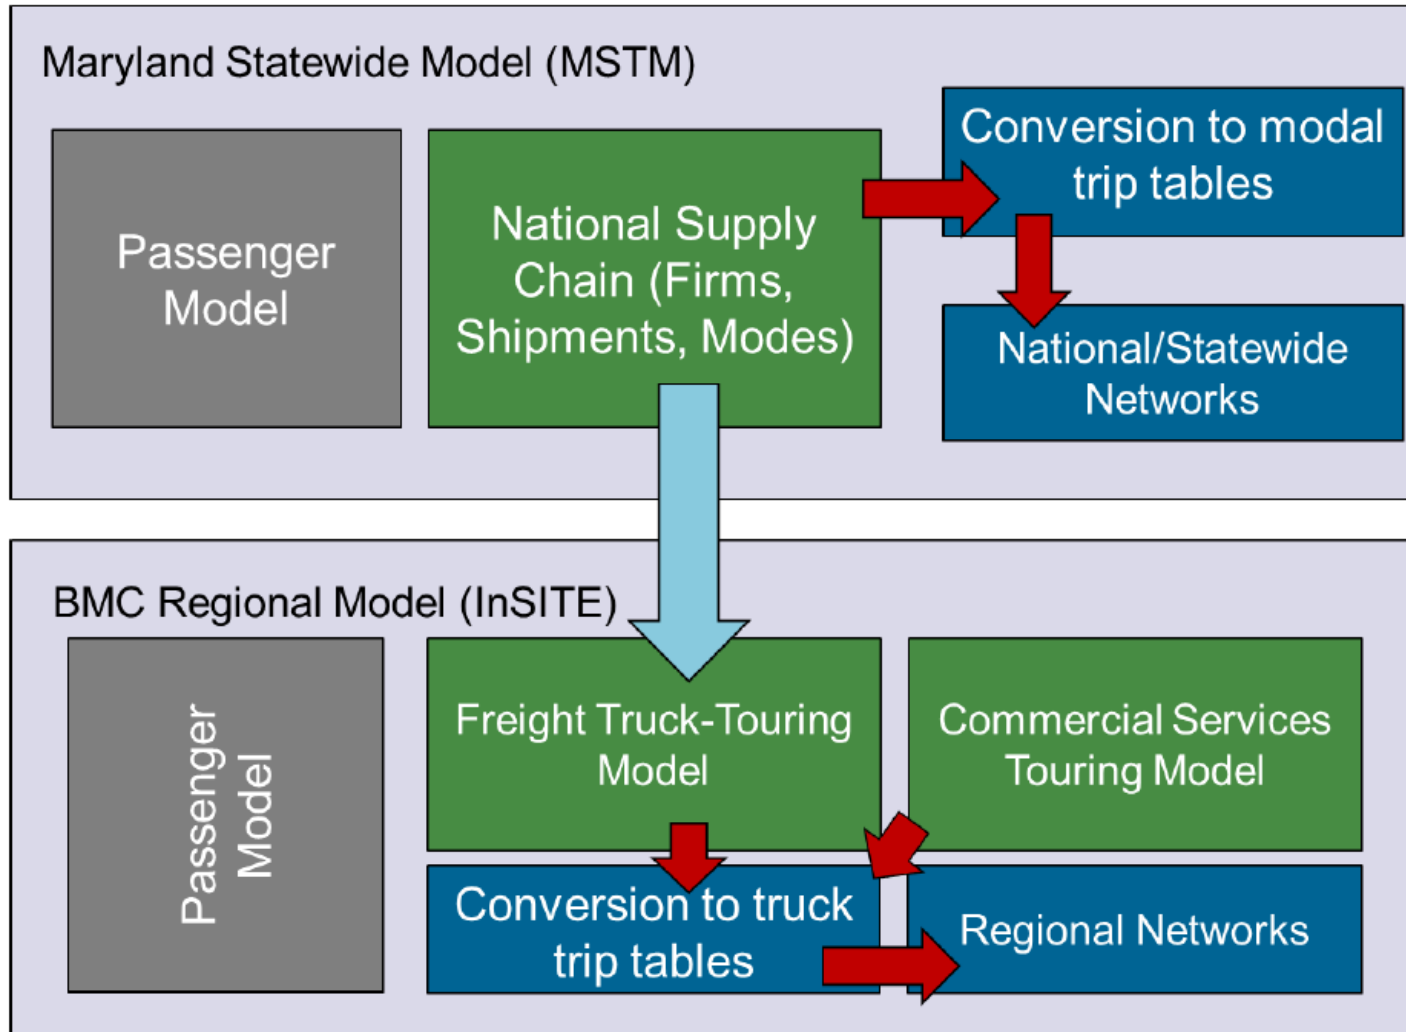 Maryland Statewide Model (MSTM)
Passenger
Model
National Supply
Chain (Firms,
Shipments, Modes)
Conversion to modal
trip tables
National/Statewide
Networks
BMC Regional Model (InSITE)
Passenger
Model
Freight Truck-Touring
Model
Commercial Services
Touring Model
Conversion to truck
trip tables
Regional Networks